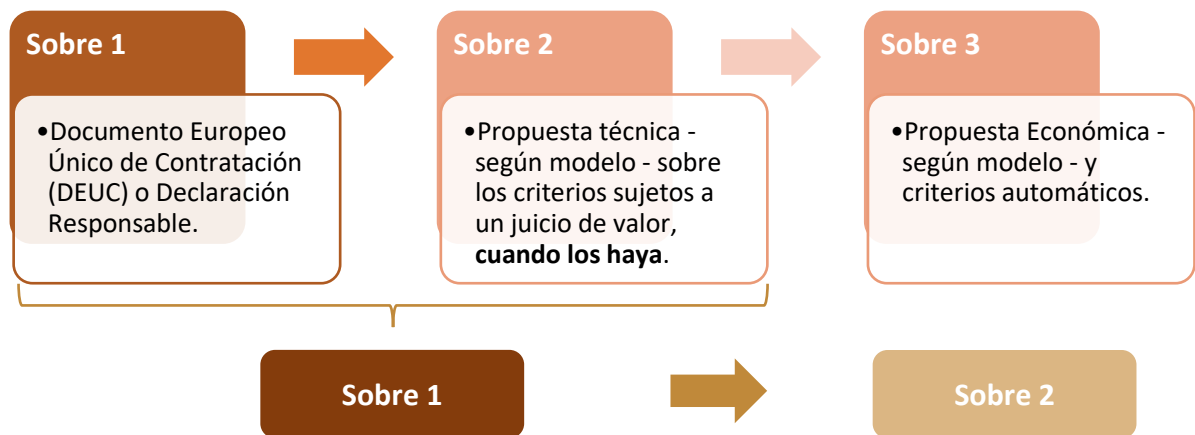 Sobre 1
•Documento Europeo
Único de Contratación
(DEUC) o Declaración
Responsable.
Sobre 2
•Propuesta técnica -
según modelo - sobre
los criterios sujetos a
un juicio de valor,
cuando los haya.
Sobre 3
•Propuesta Económica -
según modelo - y
criterios automáticos.
Sobre 1
Sobre 2